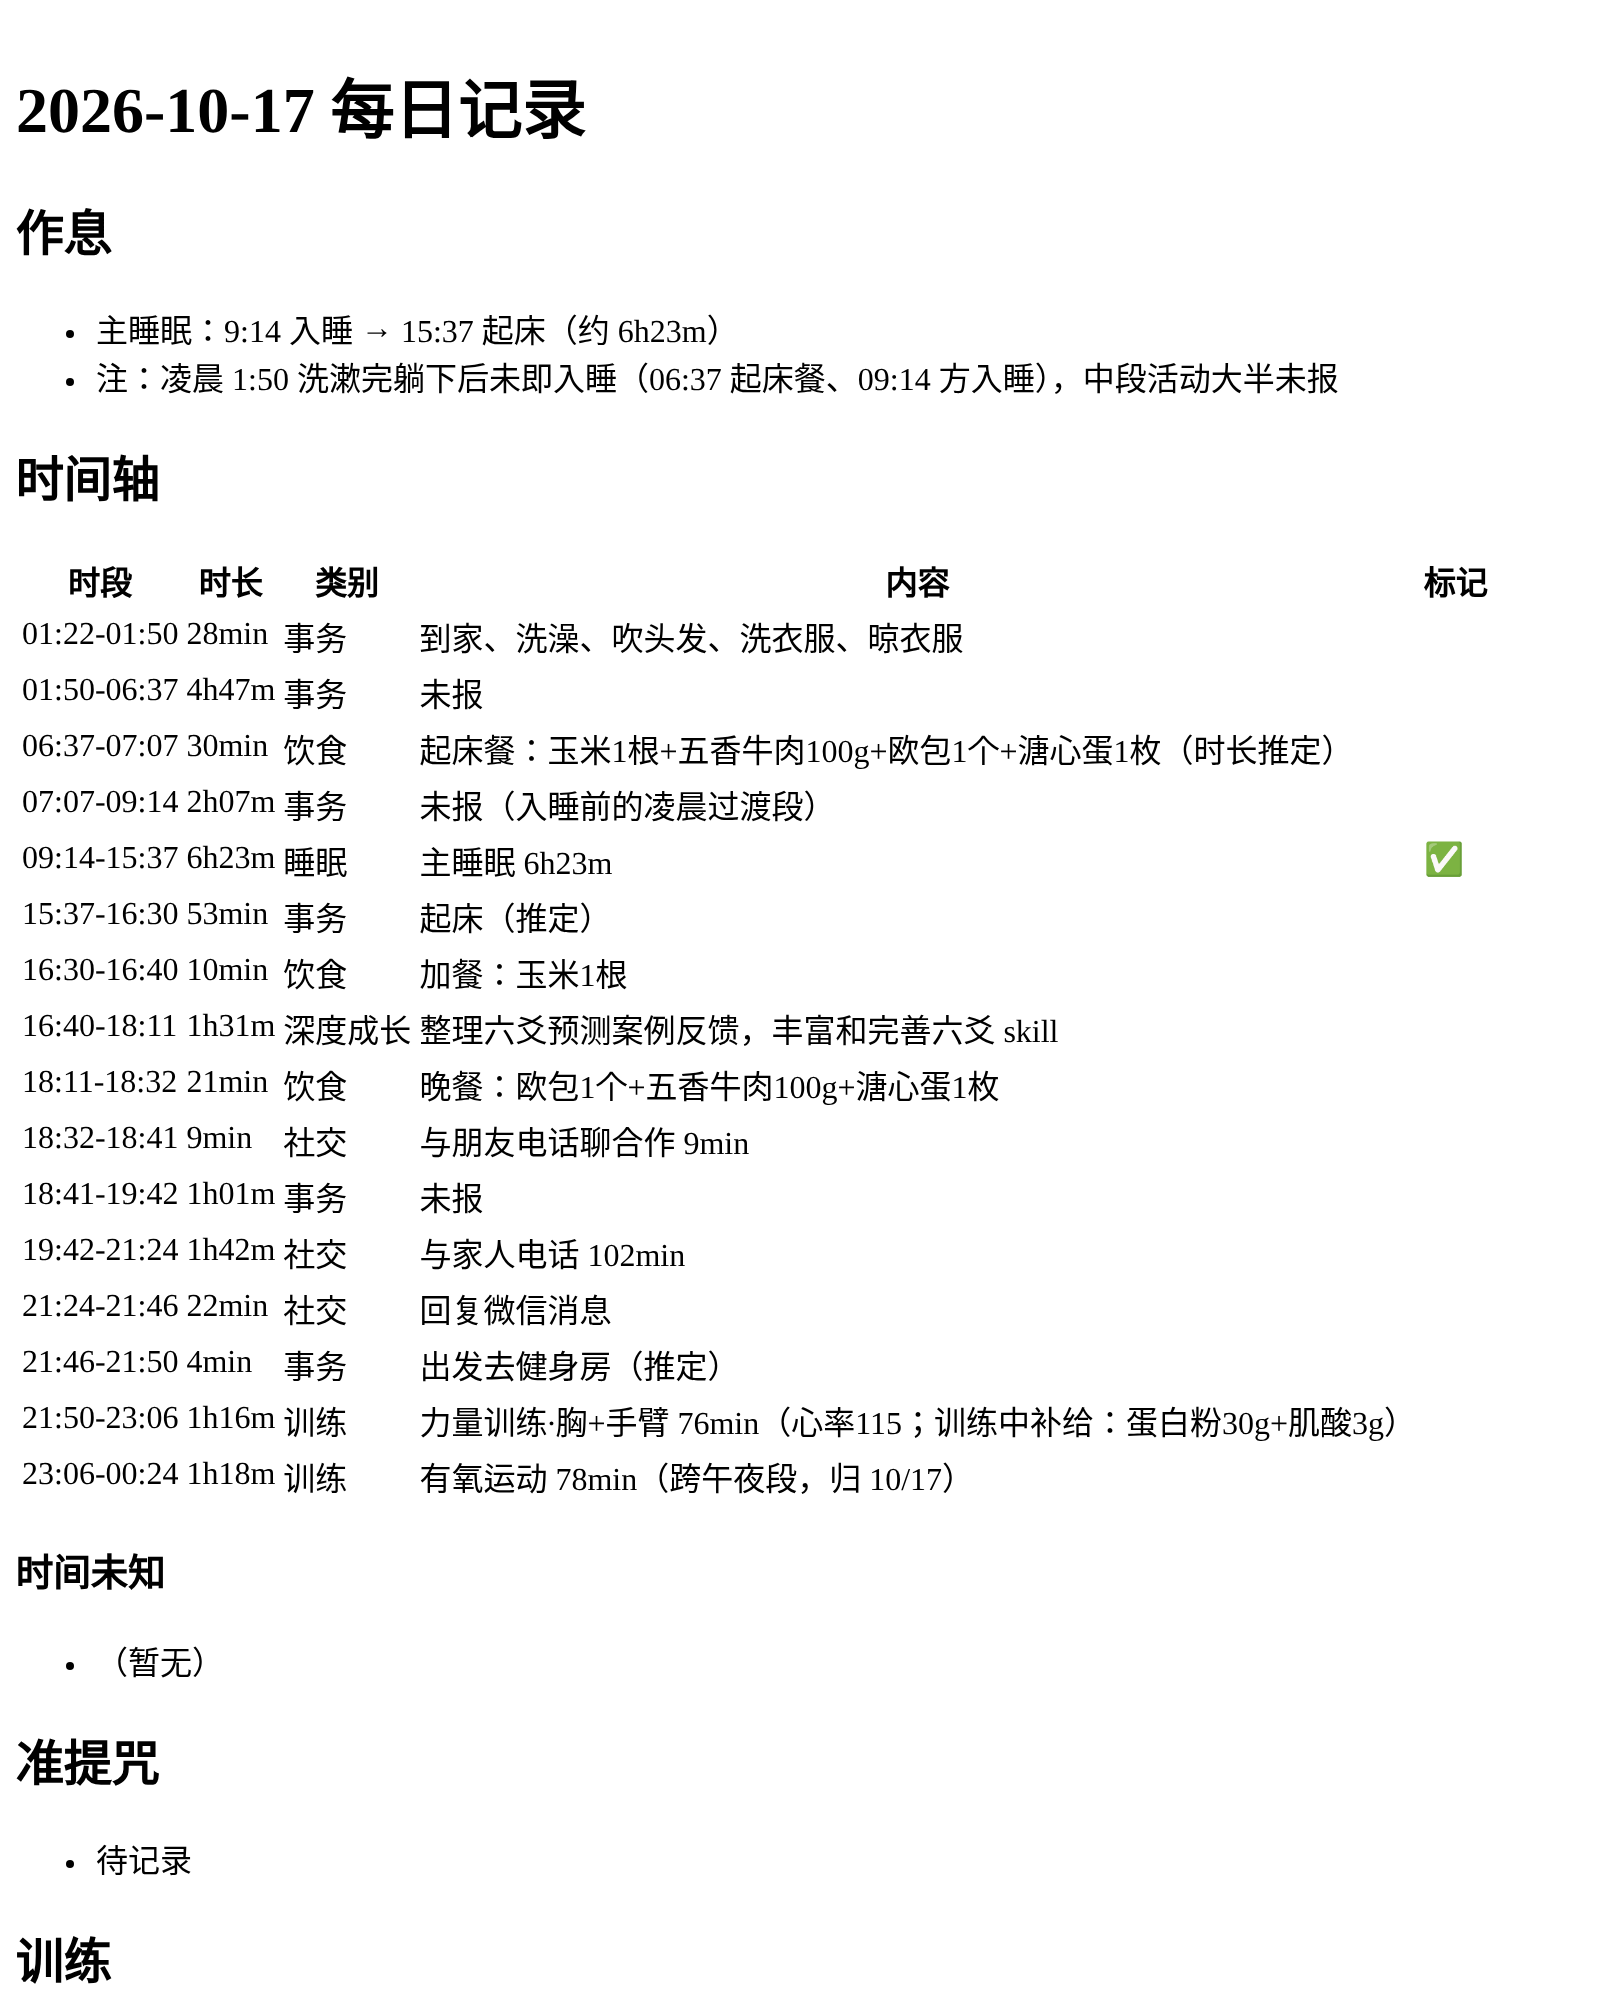 2026-10-17 每日记录
作息
• 主睡眠：9:14 入睡 → 15:37 起床（约 6h23m）
• 注：凌晨 1:50 洗漱完躺下后未即入睡（06:37 起床餐、09:14 方入睡），中段活动大半未报
时间轴
时段 时长 类别 内容 标记
01:22-01:50 28min 事务 到家、洗澡、吹头发、洗衣服、晾衣服
01:50-06:37 4h47m 事务 未报
06:37-07:07 30min 饮食 起床餐：玉米1根+五香牛肉100g+欧包1个+溏心蛋1枚（时长推定）
07:07-09:14 2h07m 事务 未报（入睡前的凌晨过渡段）
09:14-15:37 6h23m 睡眠 主睡眠 6h23m ✅
15:37-16:30 53min 事务 起床（推定）
16:30-16:40 10min 饮食 加餐：玉米1根
16:40-18:11 1h31m 深度成长 整理六爻预测案例反馈，丰富和完善六爻 skill
18:11-18:32 21min 饮食 晚餐：欧包1个+五香牛肉100g+溏心蛋1枚
18:32-18:41 9min 社交 与朋友电话聊合作 9min
18:41-19:42 1h01m 事务 未报
19:42-21:24 1h42m 社交 与家人电话 102min
21:24-21:46 22min 社交 回复微信消息
21:46-21:50 4min 事务 出发去健身房（推定）
21:50-23:06 1h16m 训练 力量训练·胸+手臂 76min（心率115；训练中补给：蛋白粉30g+肌酸3g）
23:06-00:24 1h18m 训练 有氧运动 78min（跨午夜段，归 10/17）
时间未知
• （暂无）
准提咒
• 待记录
训练